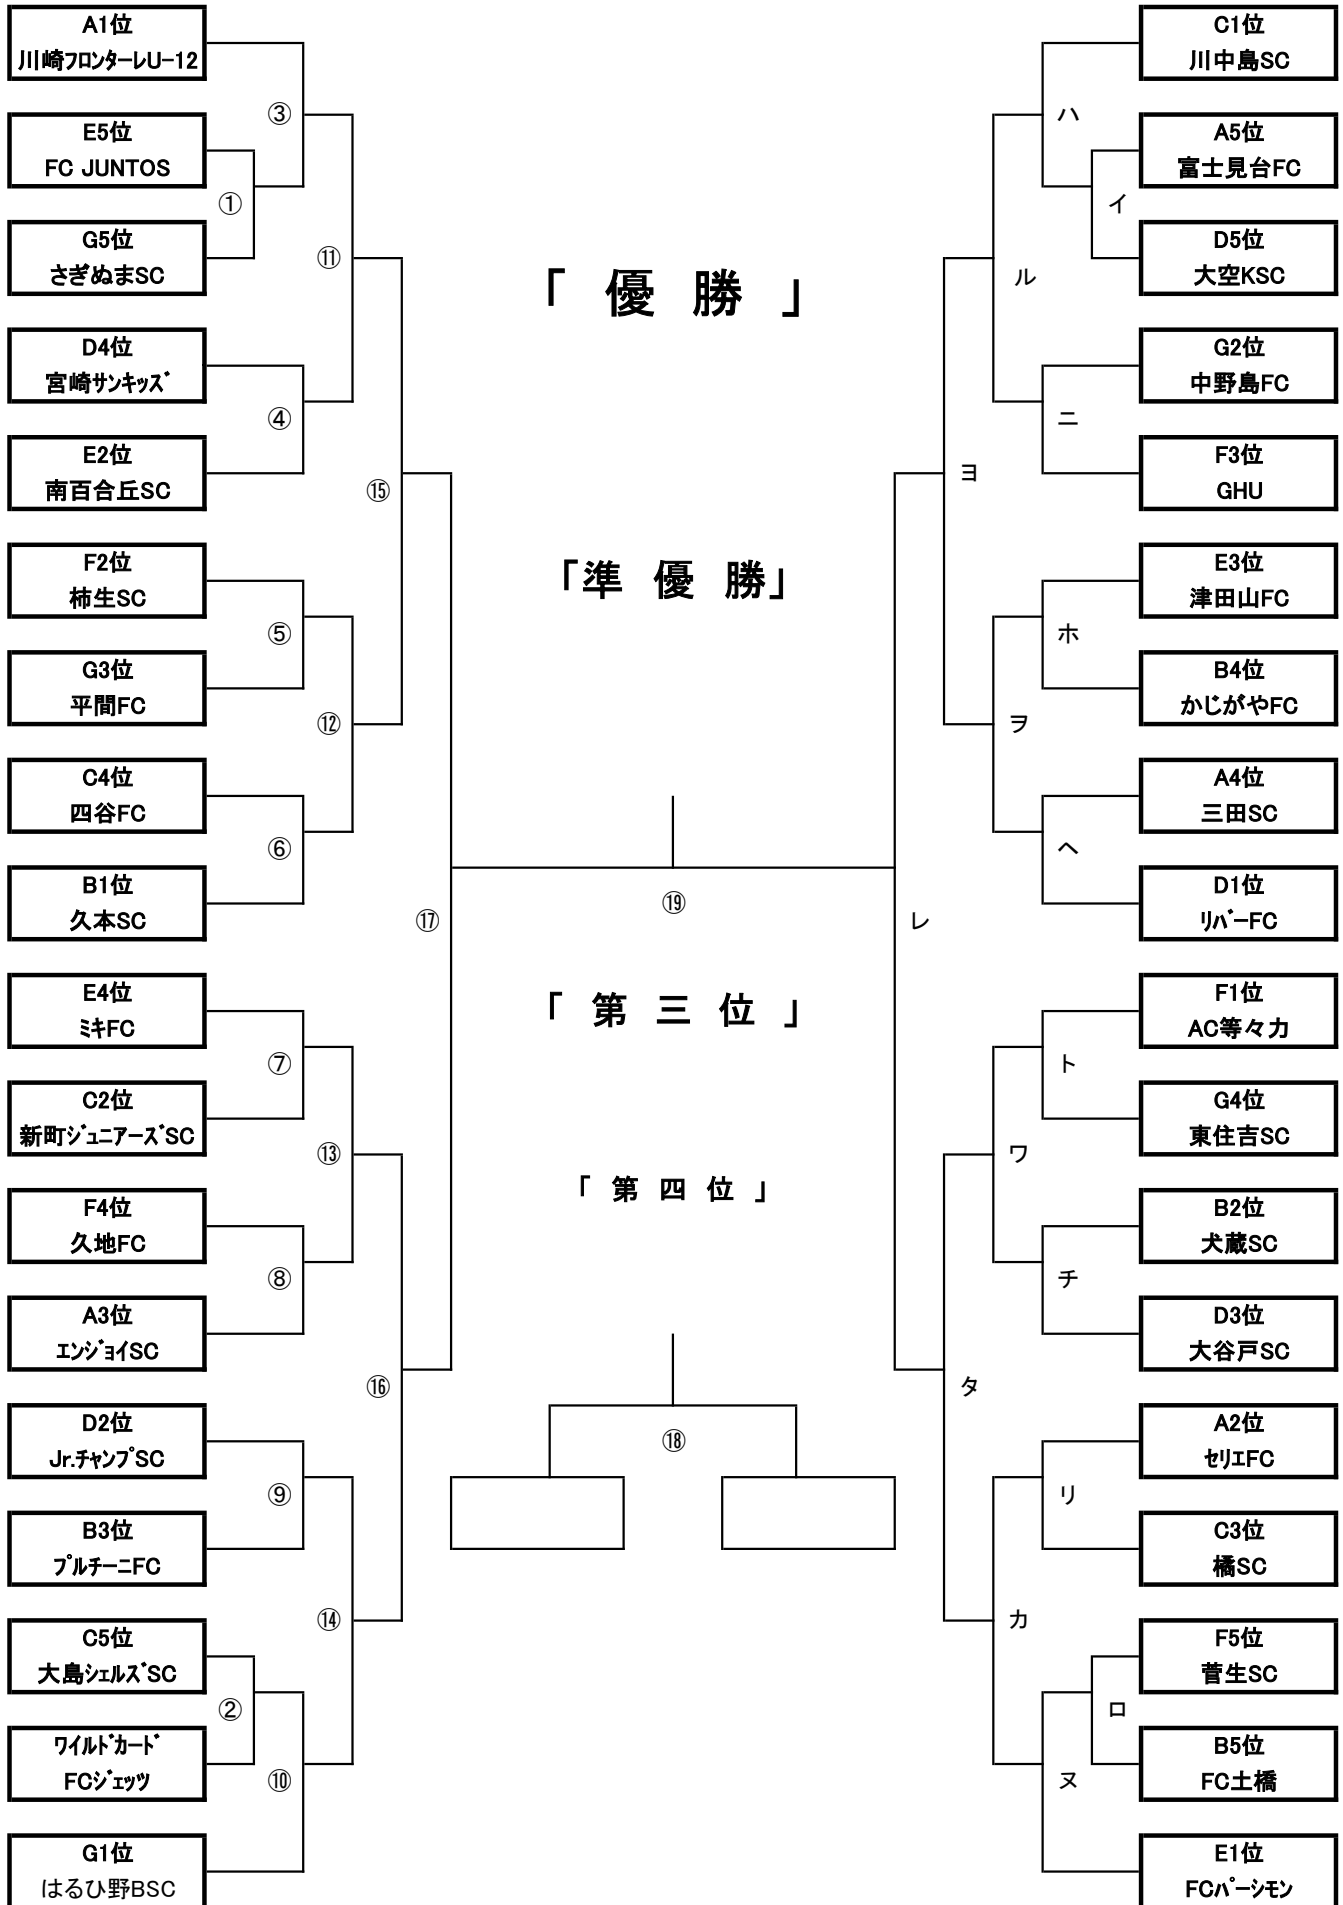 A1位
川崎ﾌﾛﾝﾀｰﾚU-12
③
E5位
FC JUNTOS
①
G5位
さぎぬまSC
⑪
D4位
宮崎ｻﾝｷｯｽﾞ
④
E2位
南百合丘SC
⑮
F2位
柿生SC
⑤
G3位
平間FC
⑫
C4位
四谷FC
⑥
B1位
久本SC
⑰
E4位
ﾐｷFC
⑦
C2位
新町ｼﾞｭﾆｱｰｽﾞSC
⑬
F4位
久地FC
⑧
A3位
ｴﾝｼﾞｮｲSC
⑯
D2位
Jr.ﾁｬﾝﾌﾟSC
⑨
B3位
ﾌﾟﾙﾁｰﾆFC
⑭
C5位
大島ｼｪﾙｽﾞSC
②
ﾜｲﾙﾄﾞｶｰﾄﾞ
FCｼﾞｪｯﾂ
⑩
G1位
はるひ野BSC
「 優 勝 」
「準 優 勝」
⑲
「 第 三 位 」
「 第 四 位 」
⑱
C1位
川中島SC
ハ
A5位
富士見台FC
イ
D5位
大空KSC
ル
G2位
中野島FC
ニ
F3位
GHU
ヨ
E3位
津田山FC
ホ
B4位
かじがやFC
ヲ
A4位
三田SC
ヘ
D1位
ﾘﾊﾞｰFC
レ
F1位
AC等々力
ト
G4位
東住吉SC
ワ
B2位
犬蔵SC
チ
D3位
大谷戸SC
タ
A2位
ｾﾘｴFC
リ
C3位
橘SC
カ
F5位
菅生SC
ロ
B5位
FC土橋
ヌ
E1位
FCﾊﾟｰｼﾓﾝ